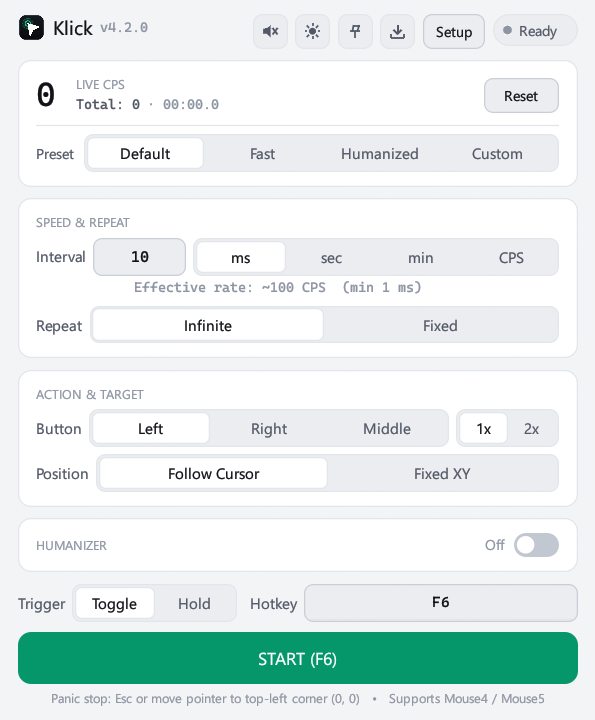 Klick v4.2.0 Setup Ready
0 LIVE CPS
Total: 0 · 00:00.0 Reset
Preset Default Fast Humanized Custom
SPEED & REPEAT
Interval 10 ms sec min CPS
Effective rate: ~100 CPS (min 1 ms)
Repeat Infinite Fixed
ACTION & TARGET
Button Left Right Middle 1x 2x
Position Follow Cursor Fixed XY
HUMANIZER Off
Trigger Toggle Hold Hotkey F6
START (F6)
Panic stop: Esc or move pointer to top-left corner (0, 0) • Supports Mouse4 / Mouse5